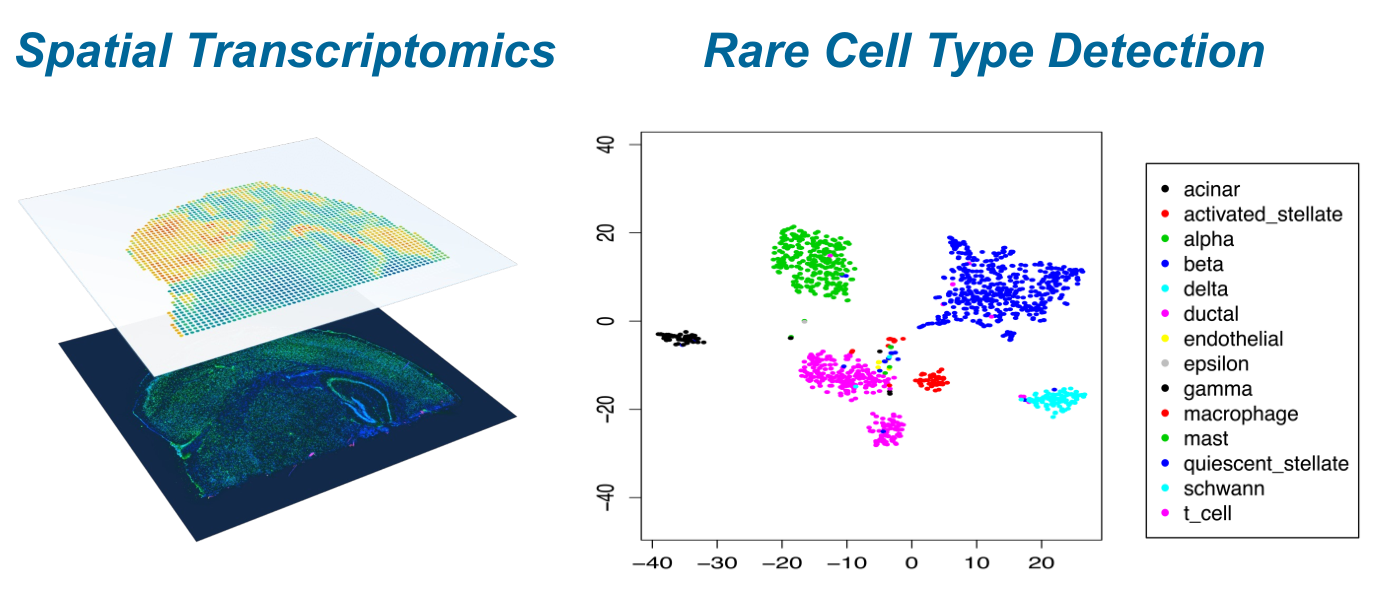 Spatial Transcriptomics
Rare Cell Type Detection
40
20
0
−20
−40
−40 −30 −20 −10 0 10 20
acinar
activated_stellate
alpha
beta
delta
ductal
endothelial
epsilon
gamma
macrophage
mast
quiescent_stellate
schwann
t_cell